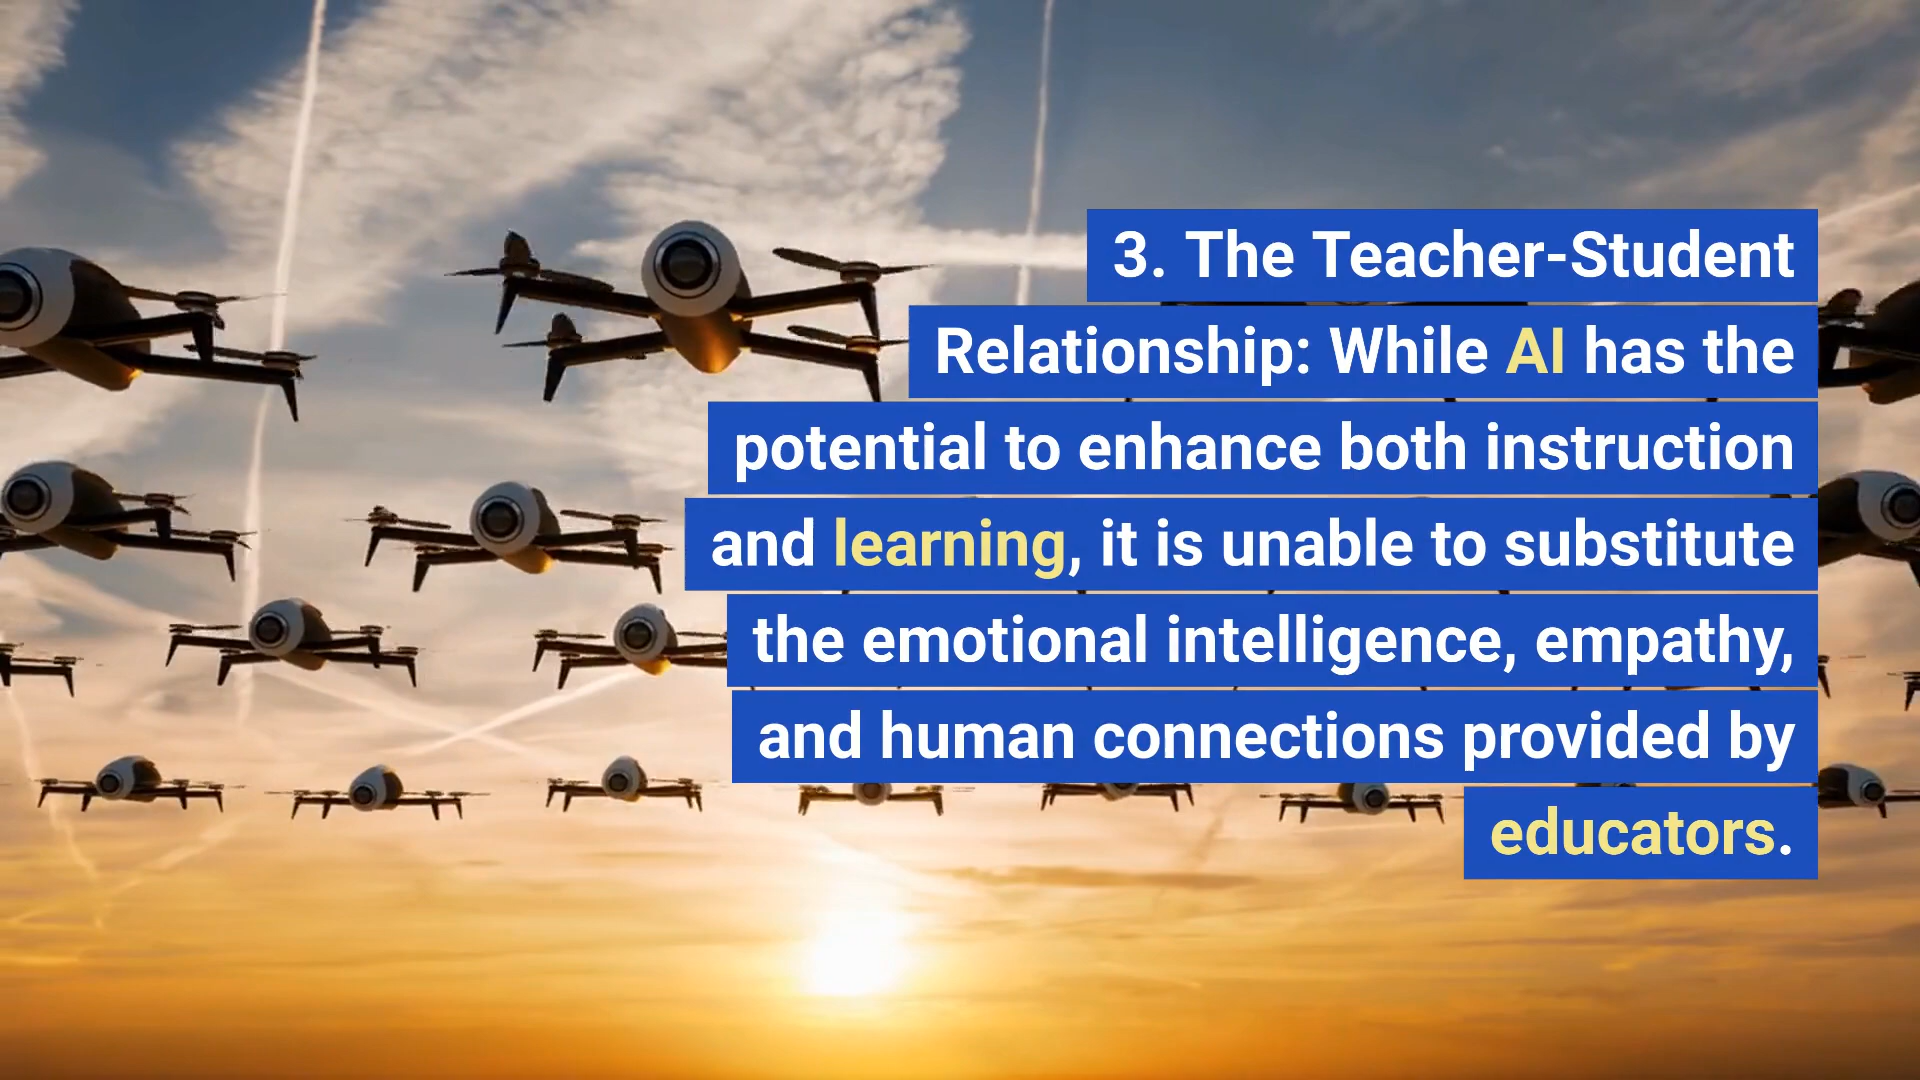 3. The Teacher-Student
Relationship: While AI has the
potential to enhance both instruction
and learning, it is unable to substitute
the emotional intelligence, empathy,
and human connections provided by
educators.